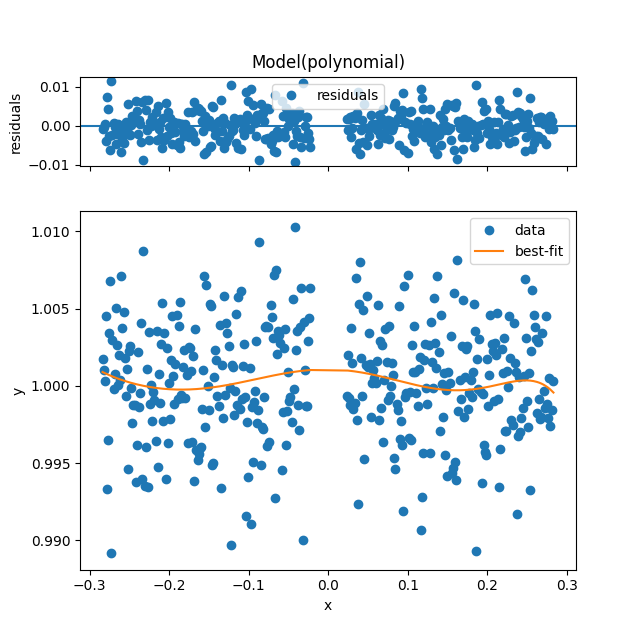 Model(polynomial)
0.01
0.00
−0.01
residuals
residuals
1.010
1.005
1.000
0.995
0.990
y
data
best-fit
−0.3 −0.2 −0.1 0.0 0.1 0.2 0.3
x